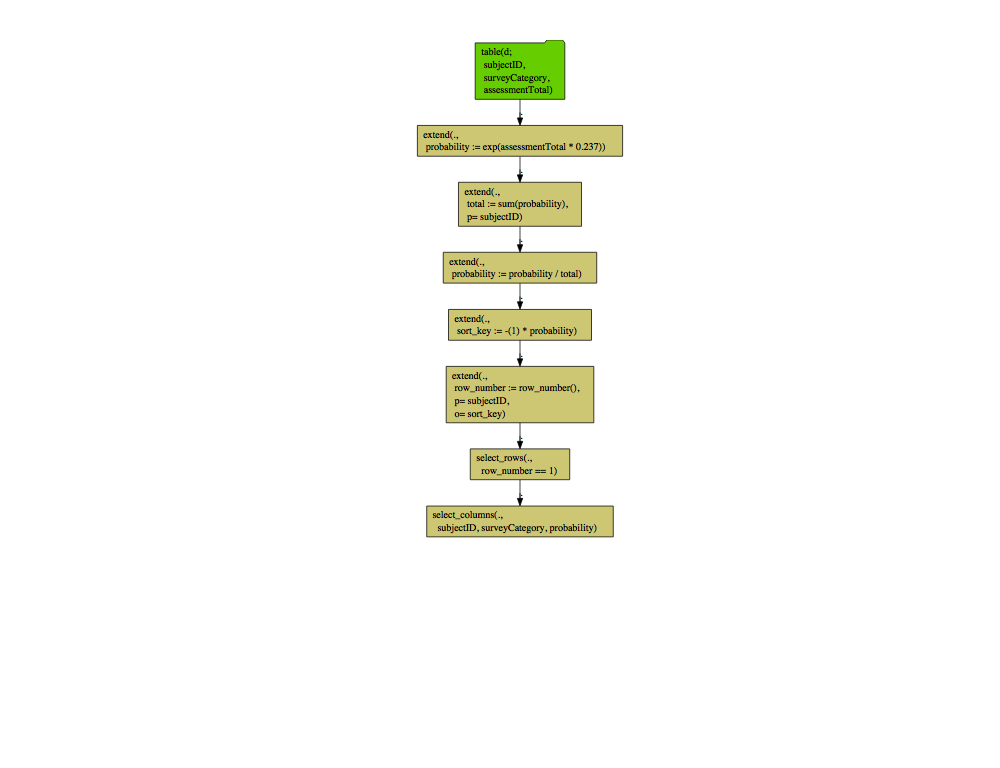 table(d;
subjectID,
surveyCategory,
assessmentTotal)
extend(.,
probability := exp(assessmentTotal * 0.237))
extend(.,
total := sum(probability),
p= subjectID)
extend(.,
probability := probability / total)
extend(.,
sort_key := -(1) * probability)
extend(.,
row_number := row_number(),
p= subjectID,
o= sort_key)
select_rows(.,
row_number == 1)
select_columns(.,
subjectID, surveyCategory, probability)